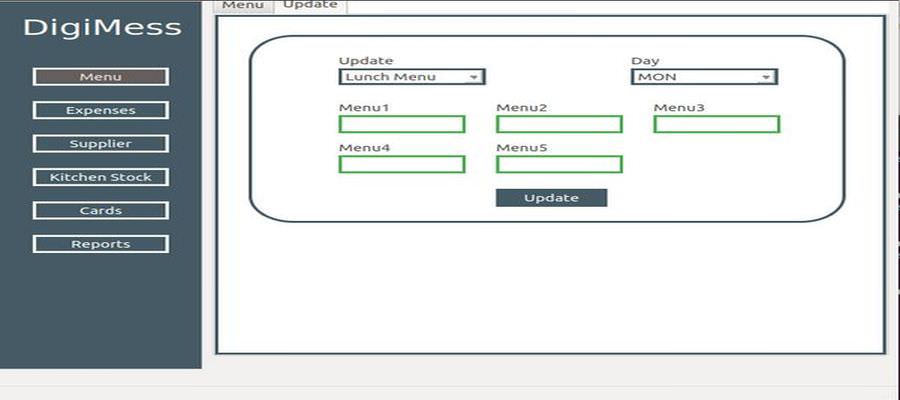 Menu Update
DigiMess
Menu
Expenses
Supplier
Kitchen Stock
Cards
Reports
Update Day
Lunch Menu MON
Menu1 Menu2 Menu3
Menu4 Menu5
Update